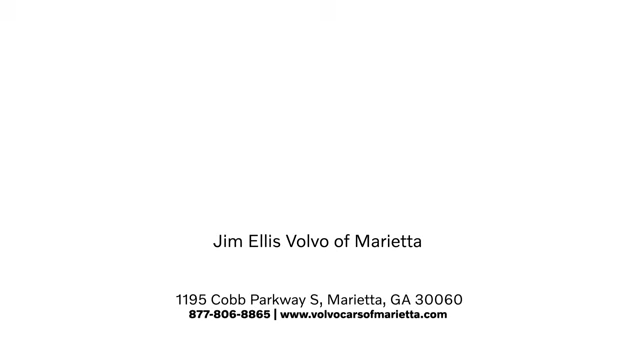 Jim Ellis Volvo of Marietta
1195 Cobb Parkway S, Marietta, GA 30060
877-806-8865 | www.volvocarsofmarietta.com